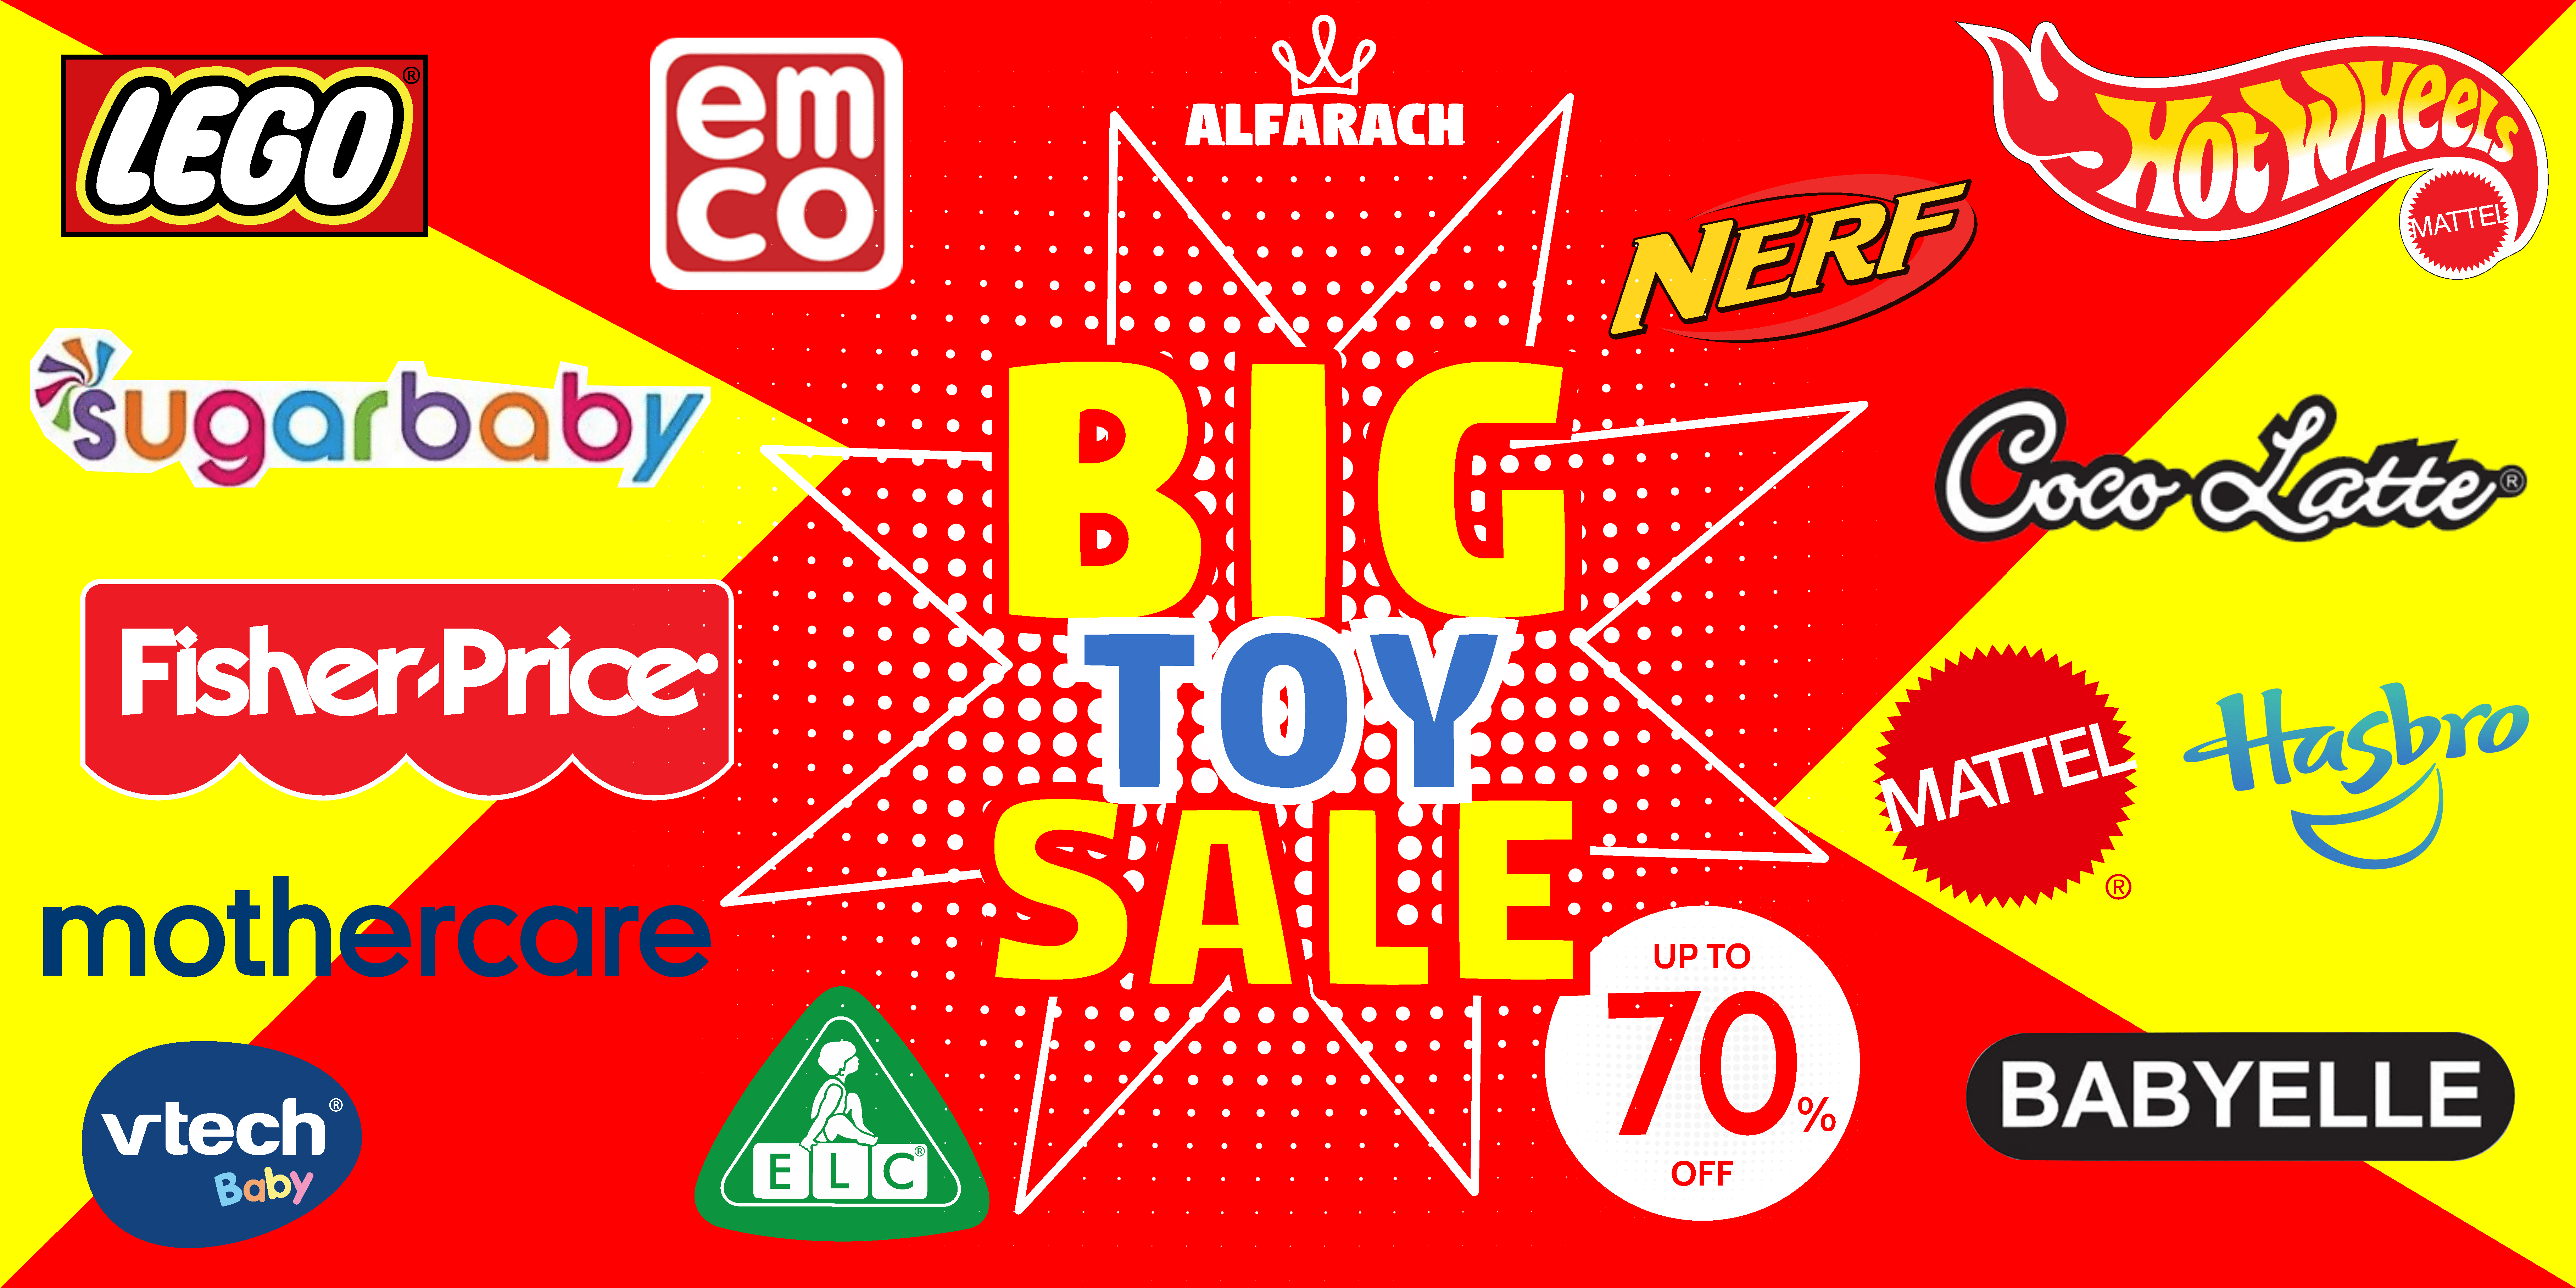 LEGO®
em
co
ALFARACH
Hot Wheels
MATTEL
NERF
sugarbaby
Coco Latte®
BIG
TOY
SALE
Fisher-Price
MATTEL
®
Hasbro
mothercare
UP TO
70%
OFF
vtech®
Baby
ELC®
BABYELLE